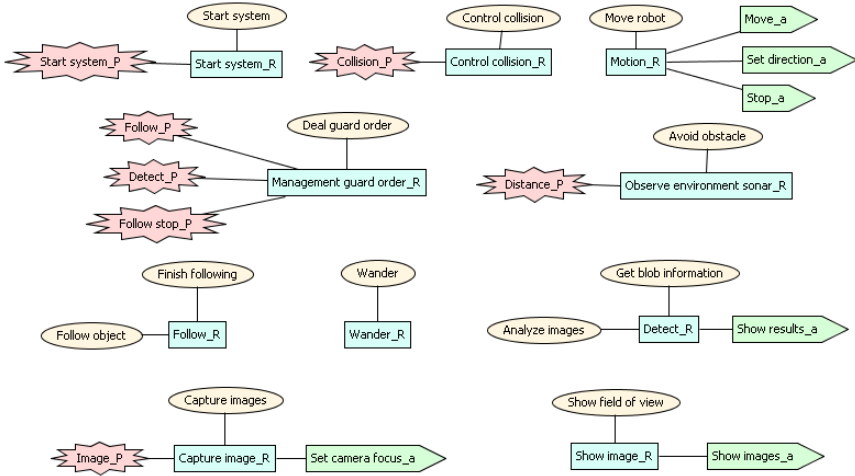 Start system
Start system_P
Start system_R
Control collision
Collision_P
Control collision_R
Move robot
Motion_R
Move_a
Set direction_a
Stop_a
Follow_P
Detect_P
Follow stop_P
Deal guard order
Management guard order_R
Avoid obstacle
Distance_P
Observe environment sonar_R
Finish following
Follow object
Follow_R
Wander
Wander_R
Get blob information
Analyze images
Detect_R
Show results_a
Capture images
Image_P
Capture image_R
Set camera focus_a
Show field of view
Show image_R
Show images_a